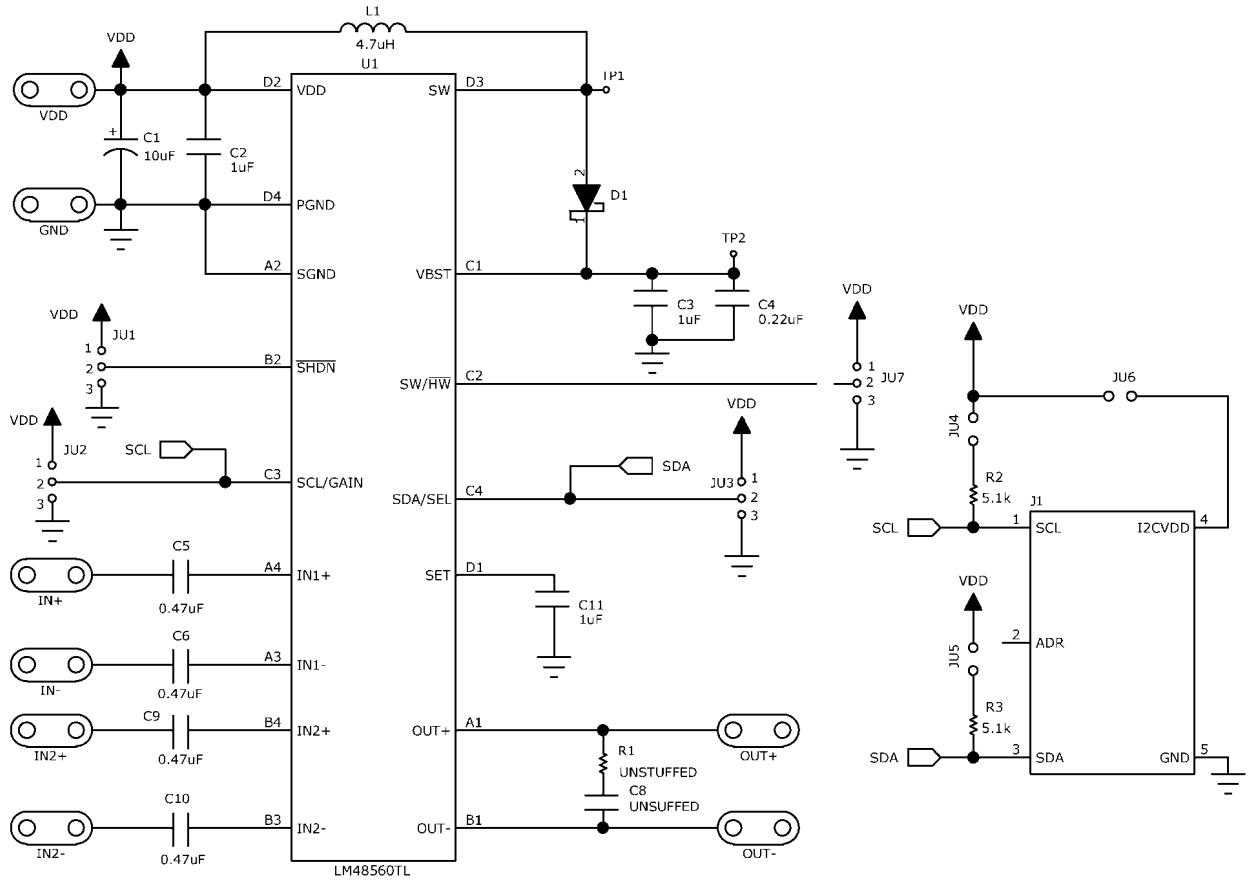 L1
4.7uH
VDD
U1
TP1
D2
VDD
SW
D3
VDD
+
C1
10uF
C2
1uF
2
D1
1
D4
PGND
GND
TP2
A2
SGND
VBST
C1
C3
1uF
C4
0.22uF
VDD
VDD
JU1
1
2
3
B2
SHDN
SW/HW
C2
1
2
3
JU7
VDD
JU6
JU4
VDD
JU2
1
2
3
SCL
C3
SCL/GAIN
SDA/SEL
C4
SDA
VDD
JU3
1
2
3
R2
5.1k
J1
SCL
1
SCL
I2CVDD
4
C5
A4
IN1+
IN+
0.47uF
SET
D1
C11
1uF
VDD
2
ADR
JU5
C6
A3
IN1-
IN-
0.47uF
R3
5.1k
C9
B4
IN2+
IN2+
0.47uF
OUT+
A1
R1
UNSTUFFED
C8
UNSUFFED
OUT+
SDA
3
SDA
GND
5
C10
B3
IN2-
IN2-
0.47uF
OUT-
B1
OUT-
LM48560TL